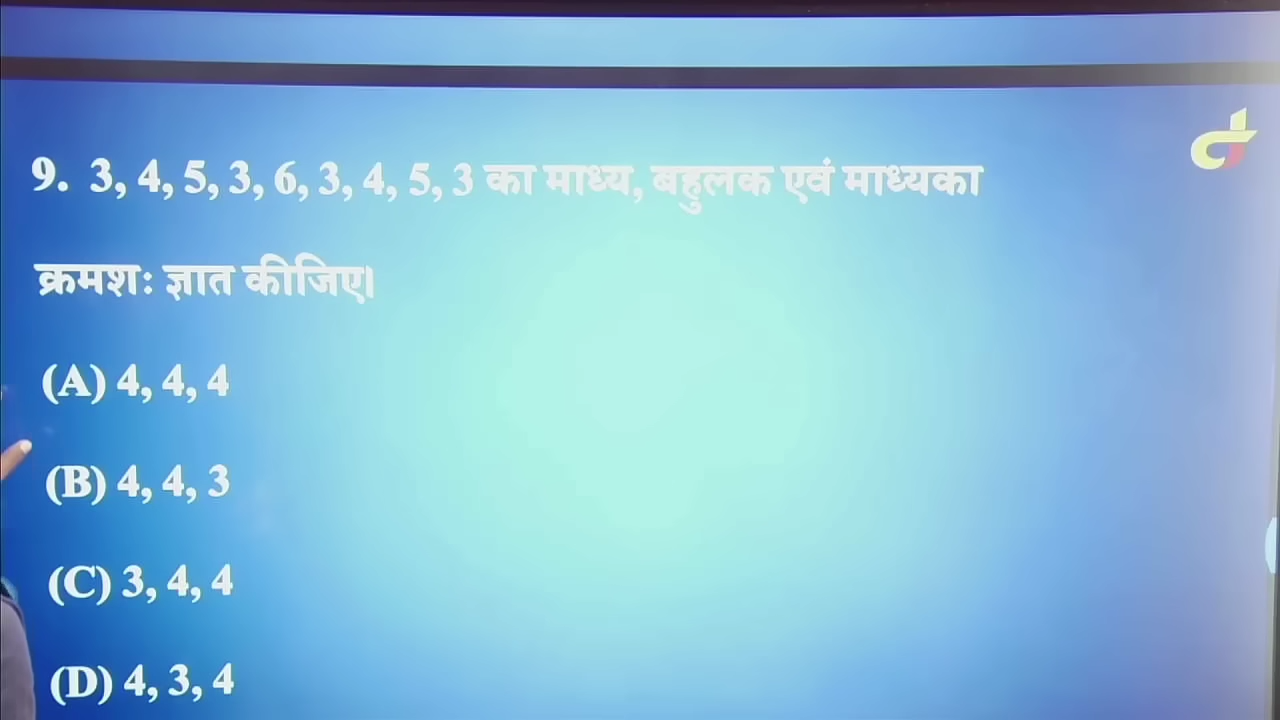 9. 3, 4, 5, 3, 6, 3, 4, 5, 3 का माध्य, बहुलक एवं माध्यका
क्रमशः ज्ञात कीजिए।
(A) 4, 4, 4
(B) 4, 4, 3
(C) 3, 4, 4
(D) 4, 3, 4